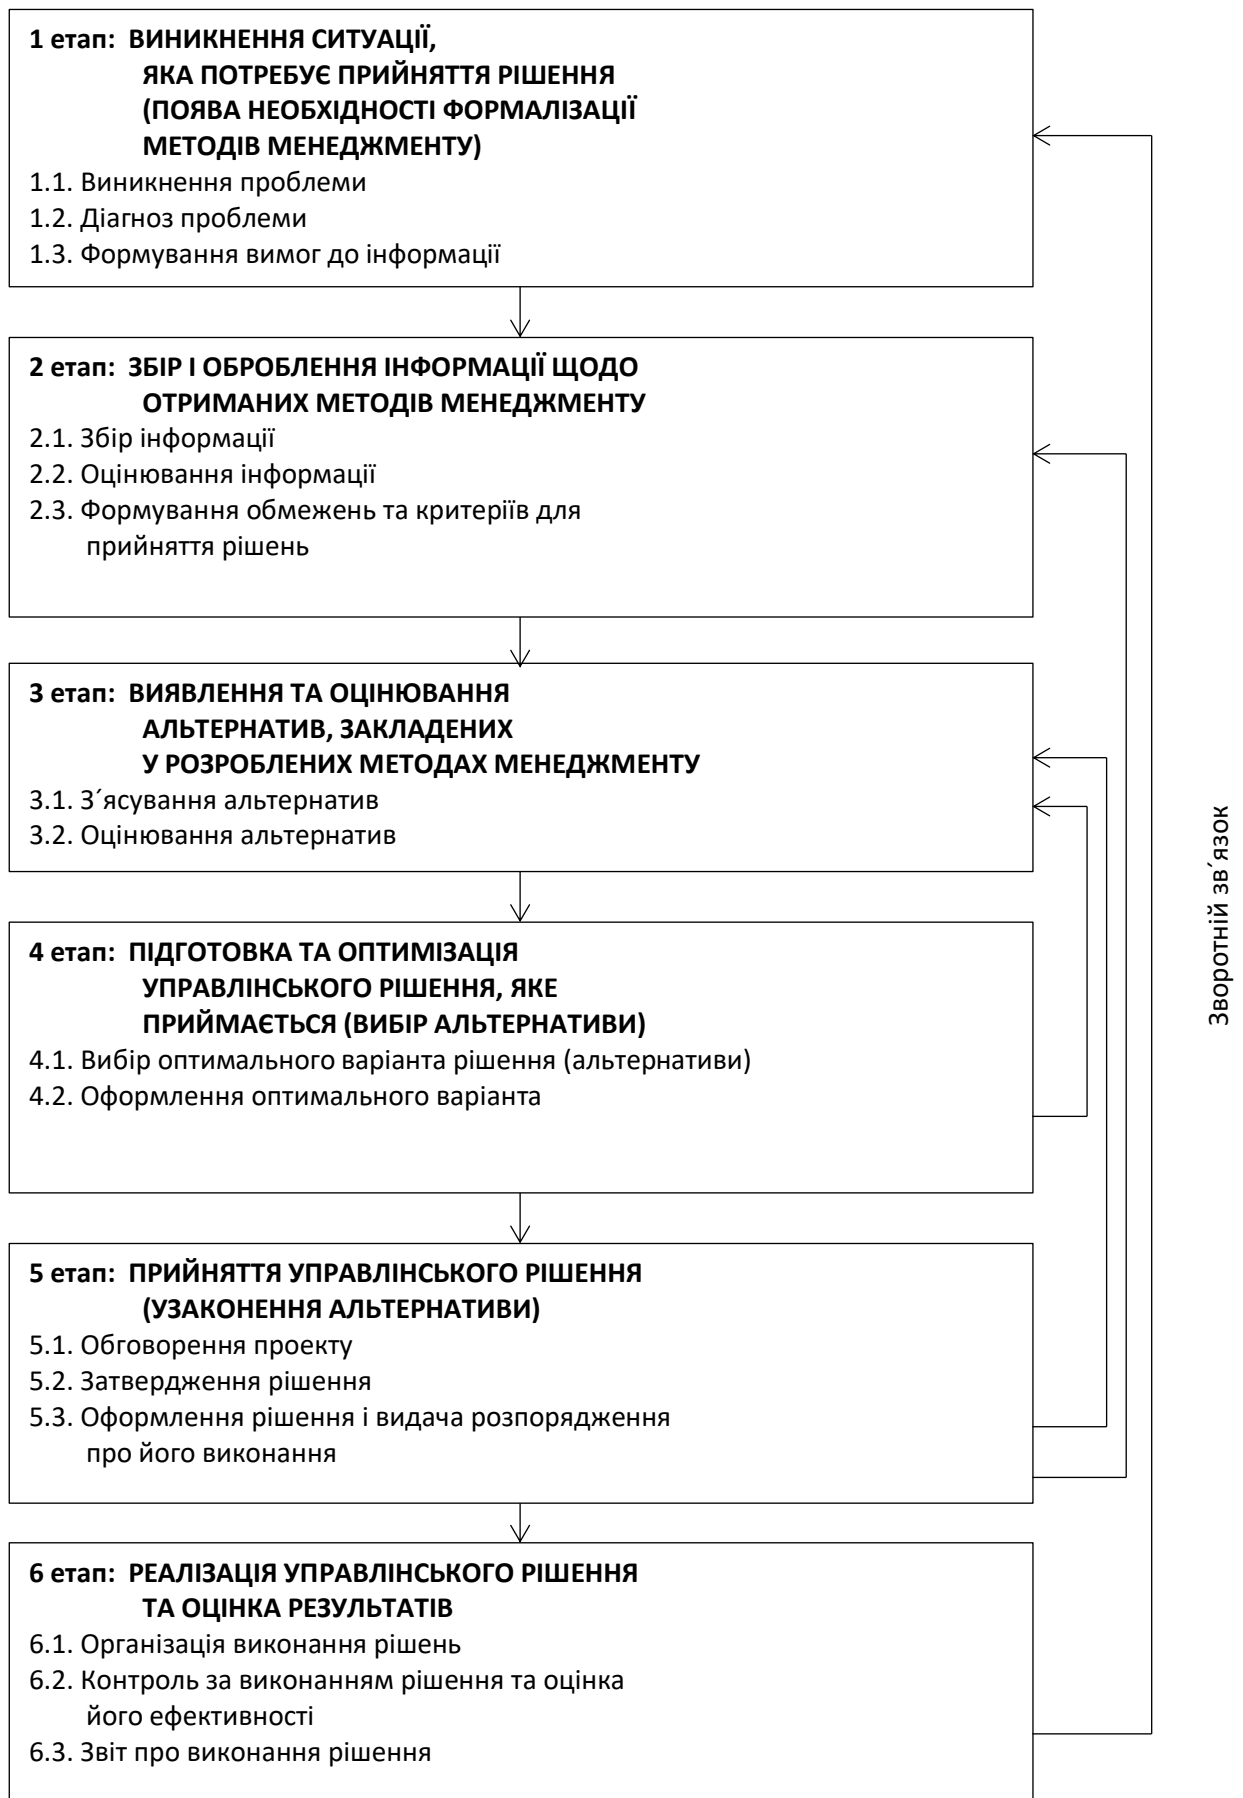 1 етап: ВИНИКНЕННЯ СИТУАЦІЇ,
ЯКА ПОТРЕБУЄ ПРИЙНЯТТЯ РІШЕННЯ
(ПОЯВА НЕОБХІДНОСТІ ФОРМАЛІЗАЦІЇ
МЕТОДІВ МЕНЕДЖМЕНТУ)
1.1. Виникнення проблеми
1.2. Діагноз проблеми
1.3. Формування вимог до інформації
2 етап: ЗБІР І ОБРОБЛЕННЯ ІНФОРМАЦІЇ ЩОДО
ОТРИМАНИХ МЕТОДІВ МЕНЕДЖМЕНТУ
2.1. Збір інформації
2.2. Оцінювання інформації
2.3. Формування обмежень та критеріїв для
прийняття рішень
3 етап: ВИЯВЛЕННЯ ТА ОЦІНЮВАННЯ
АЛЬТЕРНАТИВ, ЗАКЛАДЕНИХ
У РОЗРОБЛЕНИХ МЕТОДАХ МЕНЕДЖМЕНТУ
3.1. З´ясування альтернатив
3.2. Оцінювання альтернатив
4 етап: ПІДГОТОВКА ТА ОПТИМІЗАЦІЯ
УПРАВЛІНСЬКОГО РІШЕННЯ, ЯКЕ
ПРИЙМАЄТЬСЯ (ВИБІР АЛЬТЕРНАТИВИ)
4.1. Вибір оптимального варіанта рішення (альтернативи)
4.2. Оформлення оптимального варіанта
5 етап: ПРИЙНЯТТЯ УПРАВЛІНСЬКОГО РІШЕННЯ
(УЗАКОНЕННЯ АЛЬТЕРНАТИВИ)
5.1. Обговорення проекту
5.2. Затвердження рішення
5.3. Оформлення рішення і видача розпорядження
про його виконання
6 етап: РЕАЛІЗАЦІЯ УПРАВЛІНСЬКОГО РІШЕННЯ
ТА ОЦІНКА РЕЗУЛЬТАТІВ
6.1. Організація виконання рішень
6.2. Контроль за виконанням рішення та оцінка
його ефективності
6.3. Звіт про виконання рішення
Зворотній зв´язок